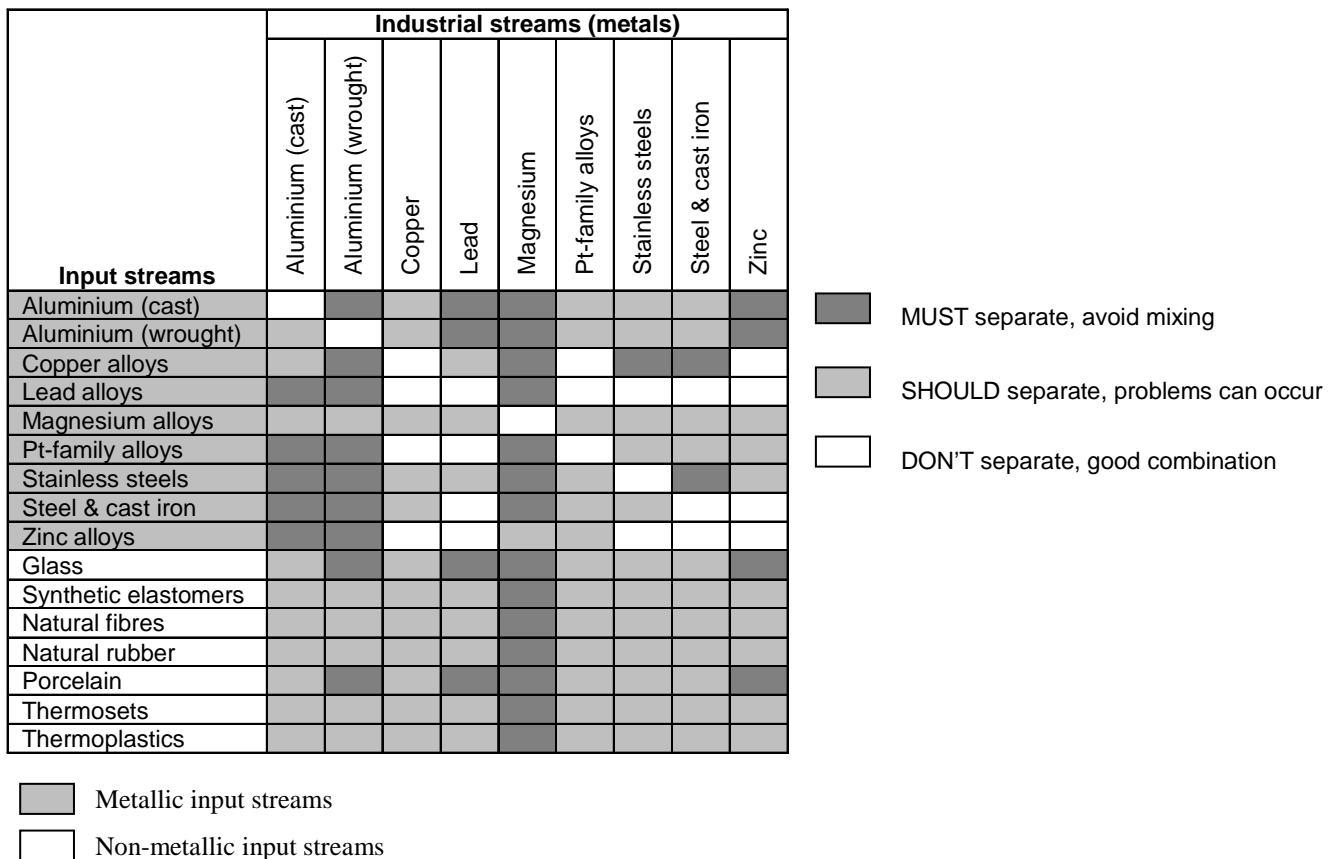 Industrial streams (metals)
Input streams
Aluminium (cast)
Aluminium (wrought)
Copper
Lead
Magnesium
Pt-family alloys
Stainless steels
Steel & cast iron
Zinc
Aluminium (cast)
Aluminium (wrought)
Copper alloys
Lead alloys
Magnesium alloys
Pt-family alloys
Stainless steels
Steel & cast iron
Zinc alloys
Glass
Synthetic elastomers
Natural fibres
Natural rubber
Porcelain
Thermosets
Thermoplastics
MUST separate, avoid mixing
SHOULD separate, problems can occur
DON'T separate, good combination
Metallic input streams
Non-metallic input streams